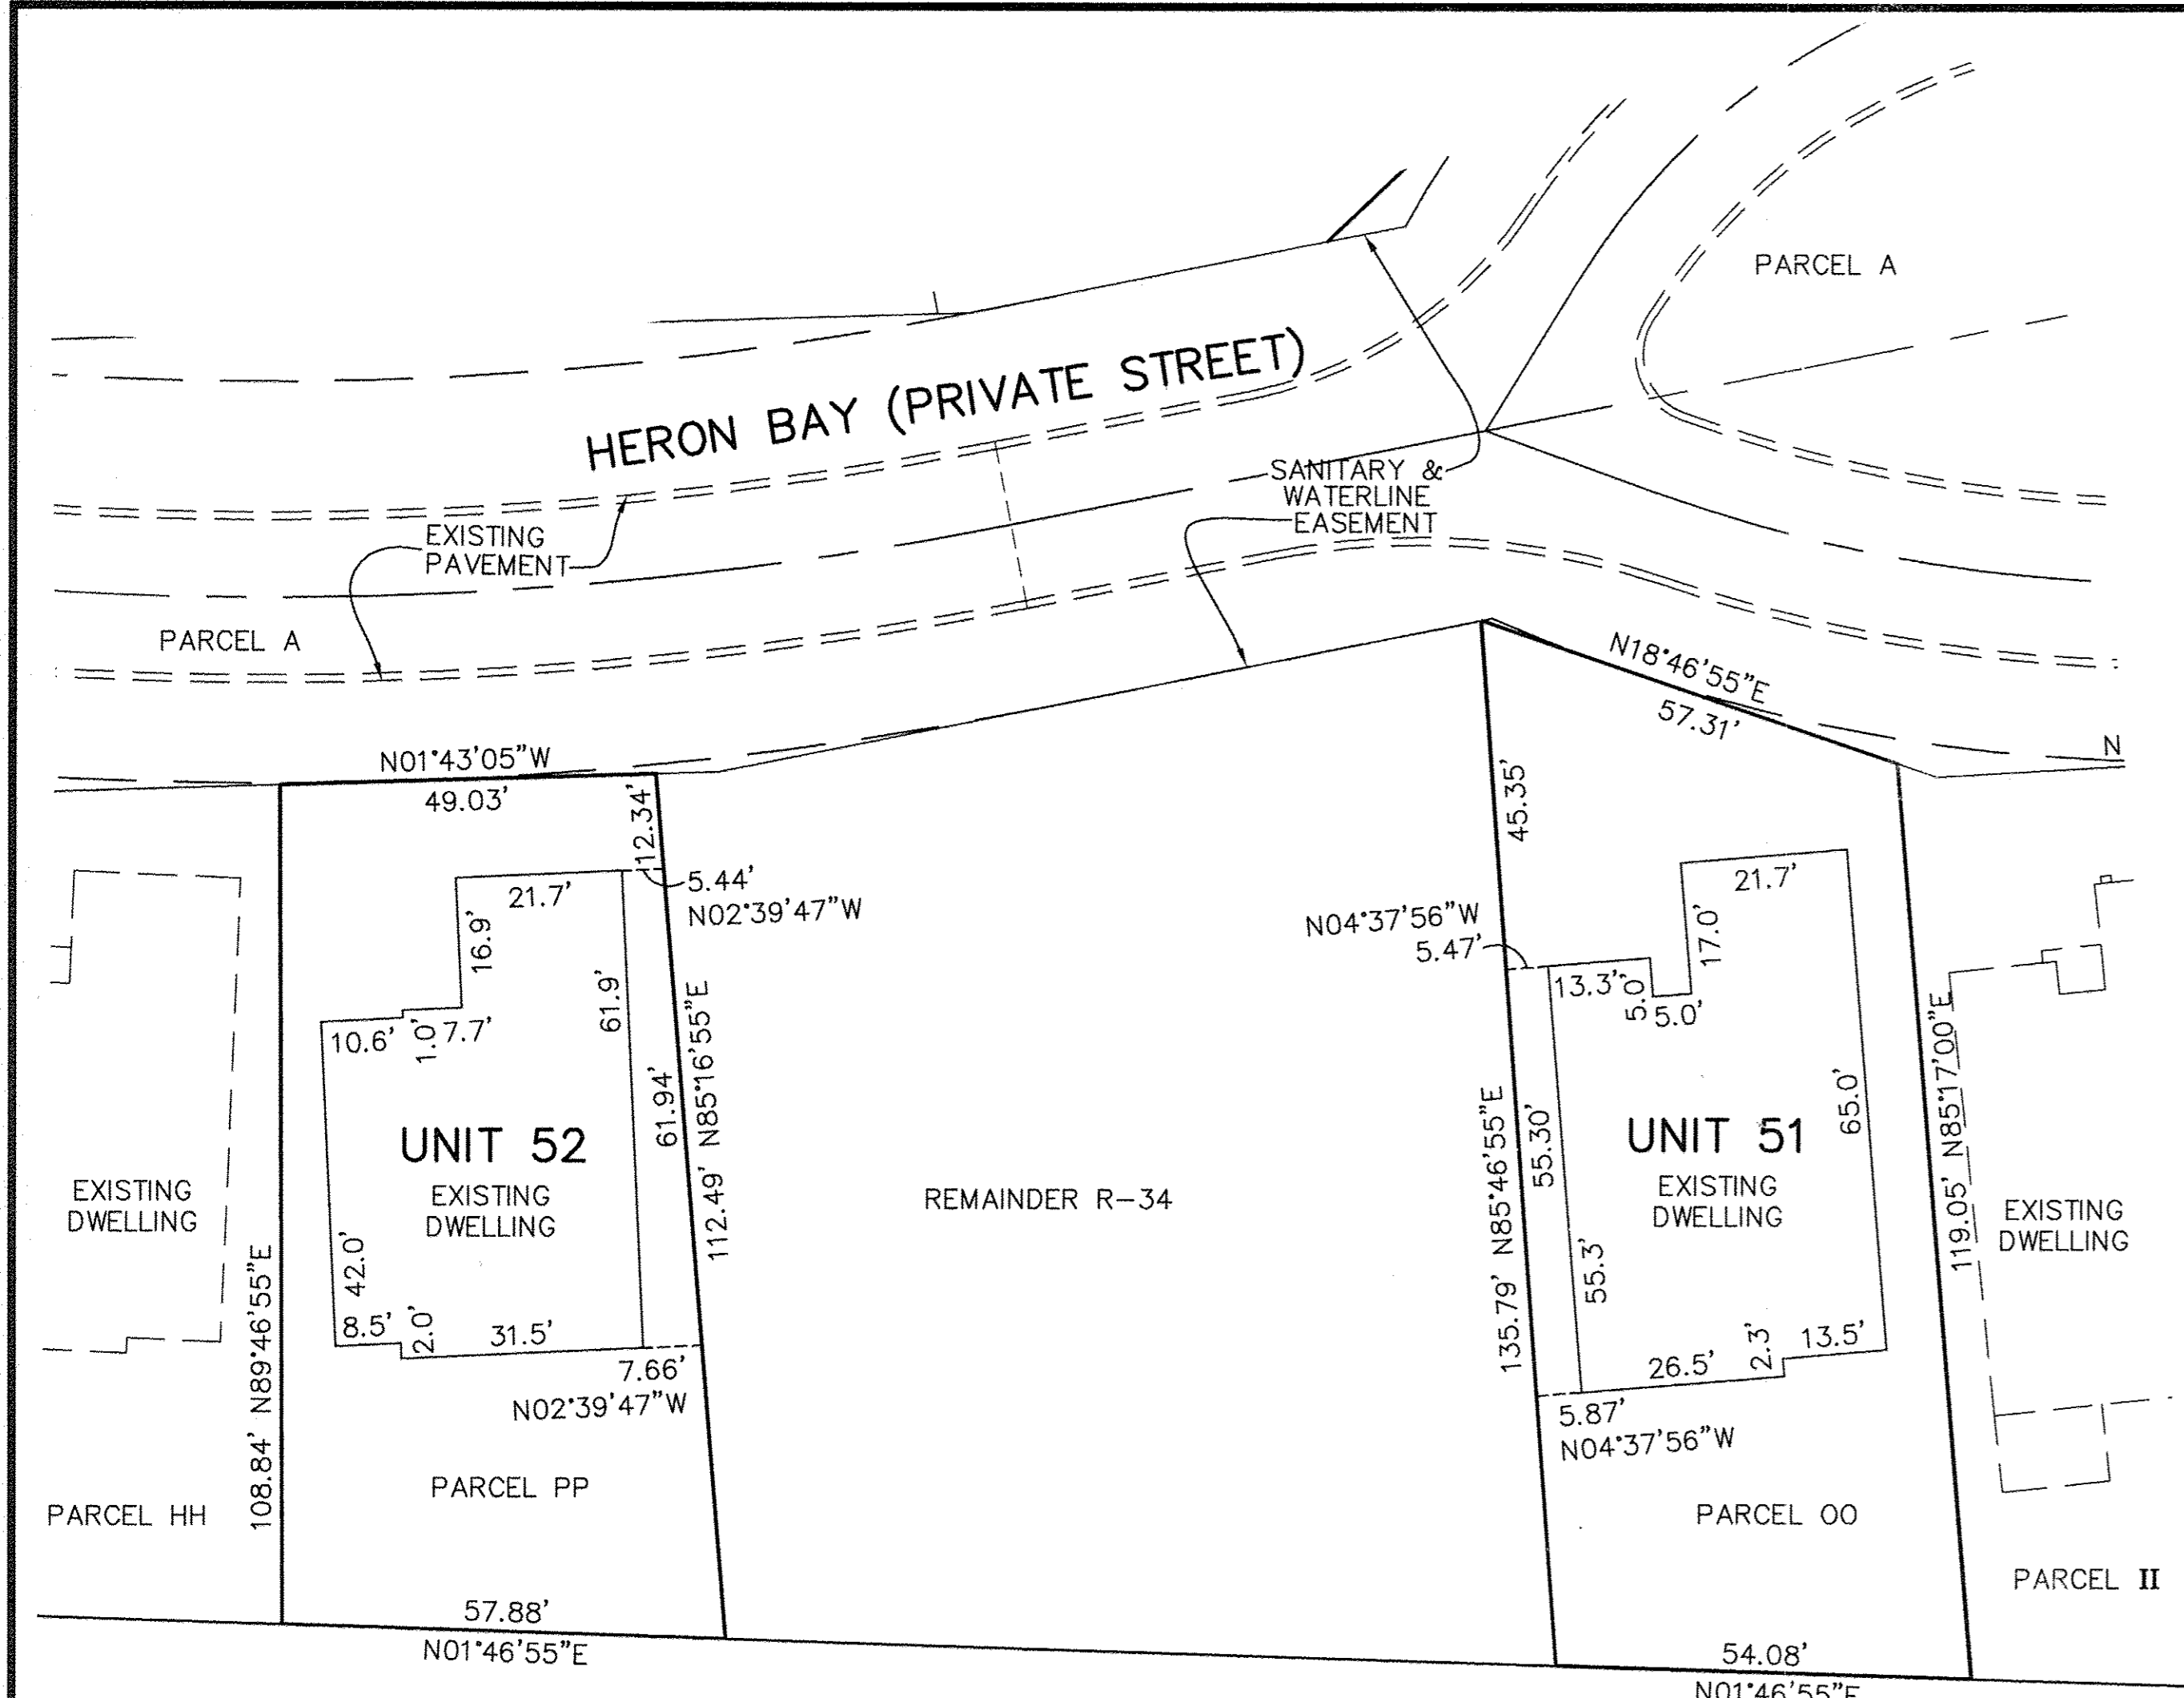 PARCEL A
HERON BAY (PRIVATE STREET)
SANITARY &
WATERLINE
EASEMENT
EXISTING
PAVEMENT
PARCEL A
N18°46'55"E
57.31'
N
N01°43'05"W
49.03'
12.34'
5.44'
N02°39'47"W
21.7'
16.9'
61.9'
10.6'
1.0'
7.7'
61.94'
112.49' N85°16'55"E
UNIT 52
EXISTING
DWELLING
42.0'
8.5'
2.0'
31.5'
7.66'
N02°39'47"W
EXISTING
DWELLING
108.84' N89°46'55"E
PARCEL HH
PARCEL PP
57.88'
N01°46'55"E
REMAINDER R-34
45.35'
N04°37'56"W
5.47'
13.3'
5.0'
5.0'
17.0'
21.7'
65.0'
55.30'
55.3'
135.79' N85°46'55"E
UNIT 51
EXISTING
DWELLING
119.05' N85°17'00"E
26.5'
2.3'
13.5'
5.87'
N04°37'56"W
PARCEL OO
EXISTING
DWELLING
PARCEL II
54.08'
N01°46'55"E